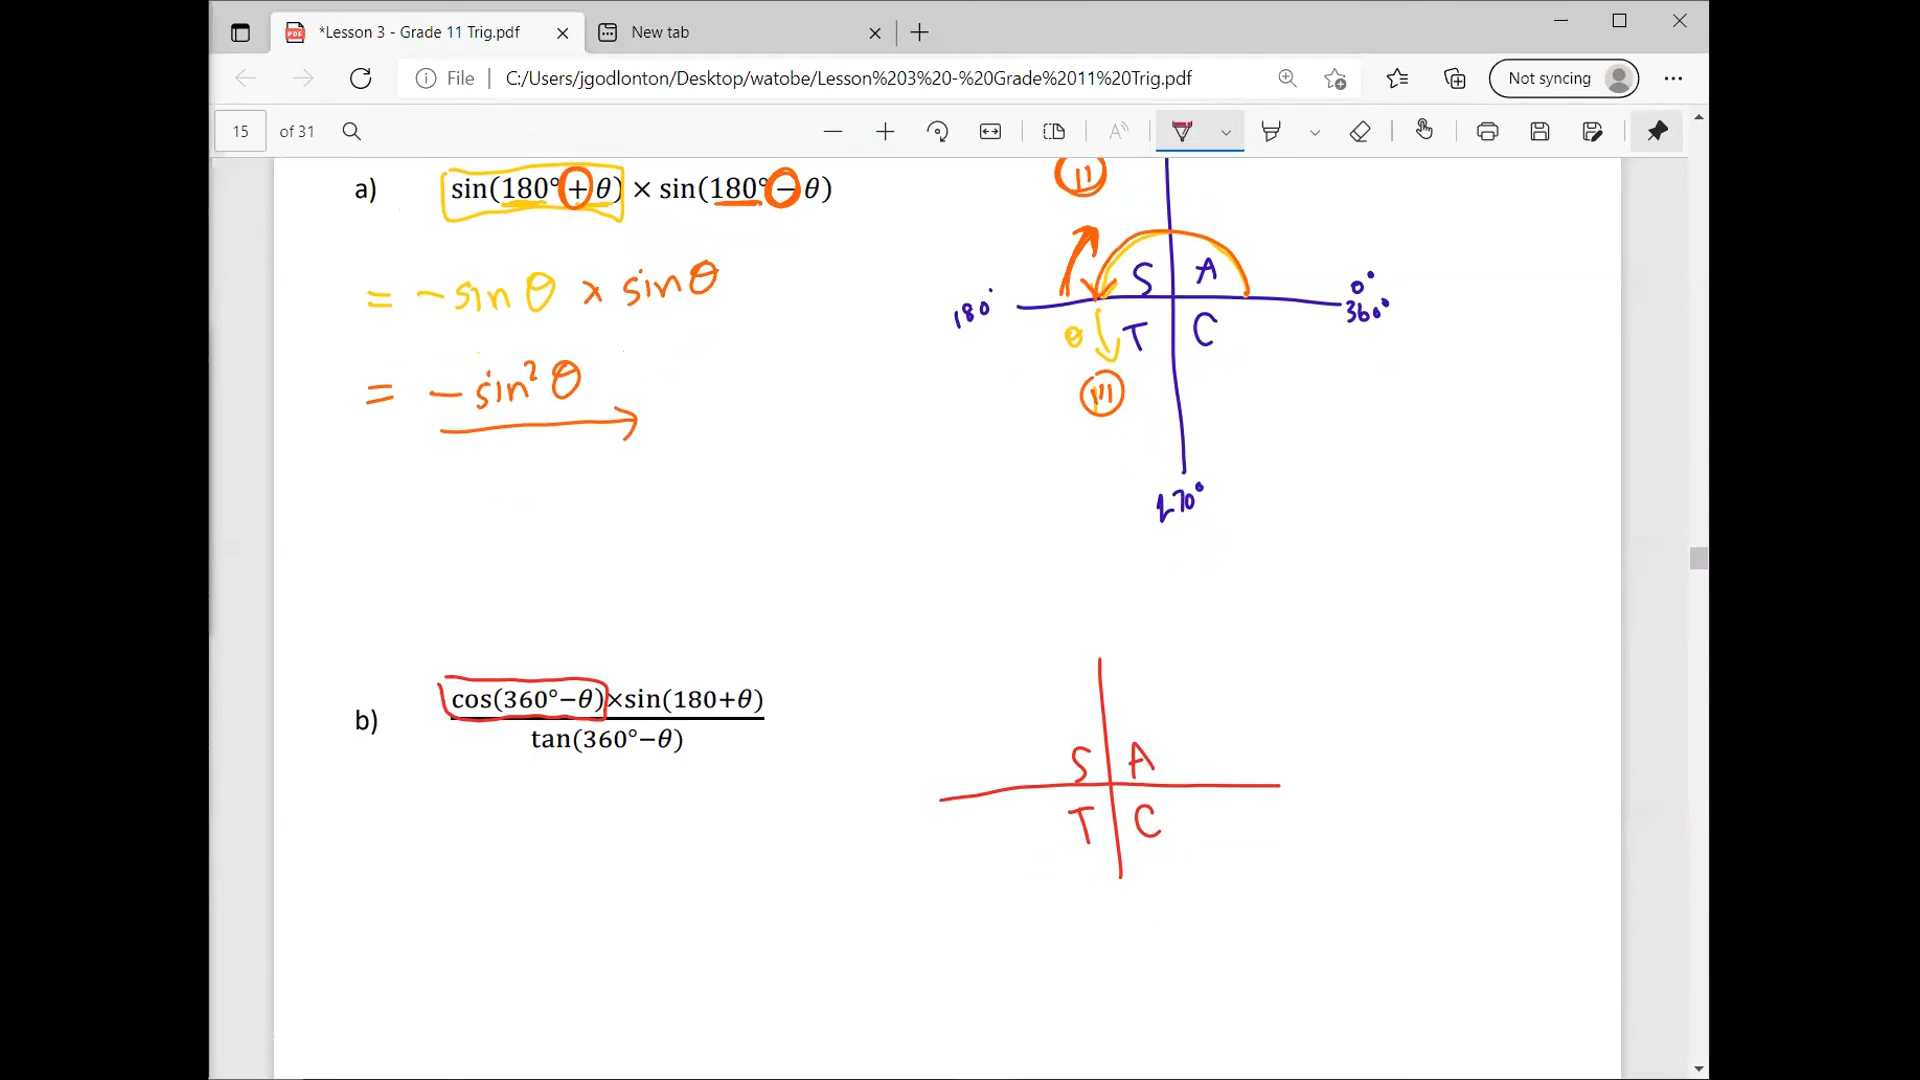 *Lesson 3 - Grade 11 Trig.pdf
New tab
File
C:/Users/jgodlonton/Desktop/watobe/Lesson%203%20-%20Grade%2011%20Trig.pdf
Not syncing
15 of 31
II
a) sin(180°+θ) × sin(180°−θ)
= − sin θ × sin θ
S A
180°
0°
360°
θ T C
III
= − sin² θ
270°
b) cos(360°−θ)×sin(180+θ)
tan(360°−θ)
S A
T C